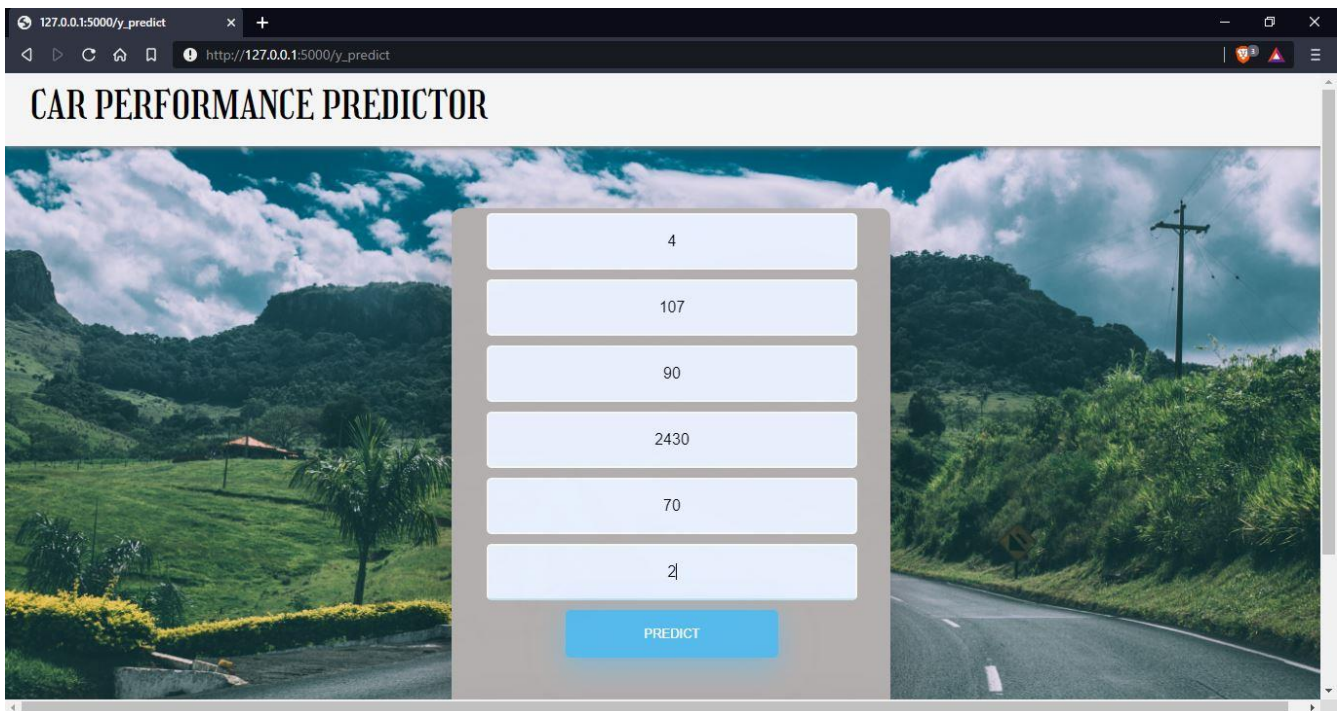 127.0.0.1:5000/y_predict
http://127.0.0.1:5000/y_predict
3
CAR PERFORMANCE PREDICTOR
4
107
90
2430
70
2
PREDICT